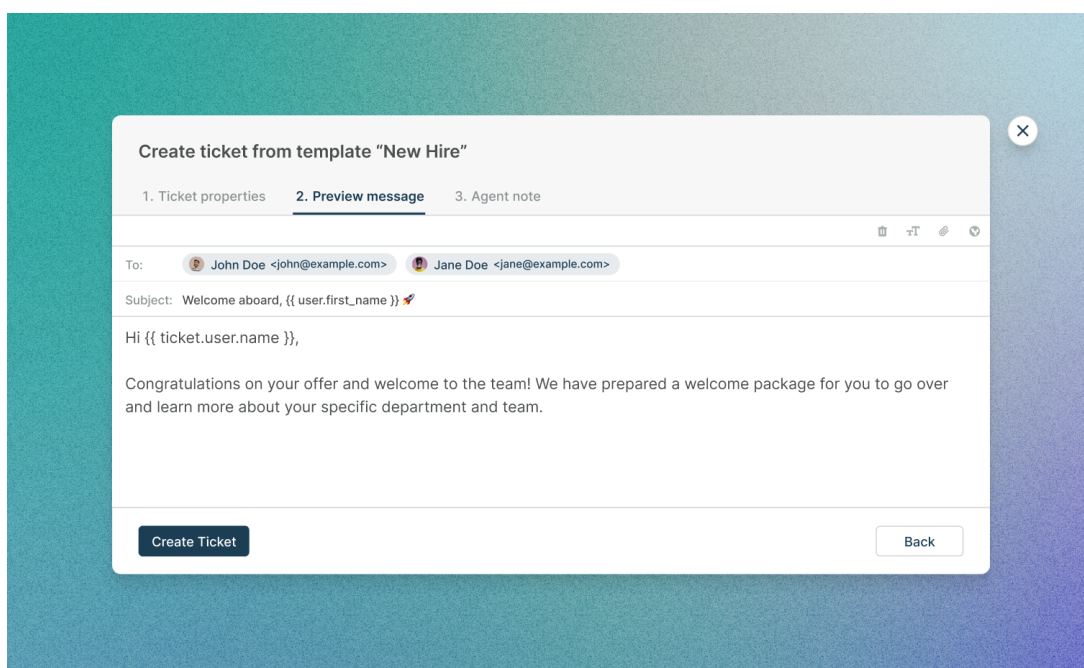 Create ticket from template “New Hire”
1. Ticket properties 2. Preview message 3. Agent note
To: John Doe <john@example.com> Jane Doe <jane@example.com>
Subject: Welcome aboard, {{ user.first_name }} 🚀
Hi {{ ticket.user.name }},
Congratulations on your offer and welcome to the team! We have prepared a welcome package for you to go over
and learn more about your specific department and team.
Create Ticket Back